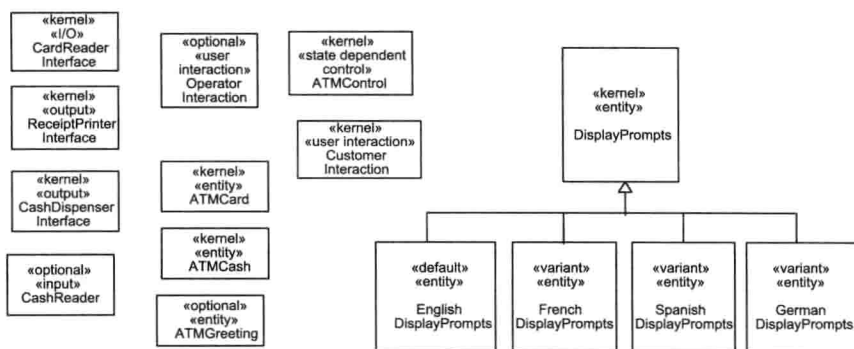 «kernel»
«I/O»
CardReader
Interface
«kernel»
«output»
ReceiptPrinter
Interface
«kernel»
«output»
CashDispenser
Interface
«optional»
«input»
CashReader
«optional»
«user
interaction»
Operator
Interaction
«kernel»
«entity»
ATMCard
«kernel»
«entity»
ATMCash
«optional»
«entity»
ATMGreeting
«kernel»
«state dependent
control»
ATMControl
«kernel»
«user interaction»
Customer
Interaction
«kernel»
«entity»
DisplayPrompts
«default»
«entity»
English
DisplayPrompts
«variant»
«entity»
French
DisplayPrompts
«variant»
«entity»
Spanish
DisplayPrompts
«variant»
«entity»
German
DisplayPrompts